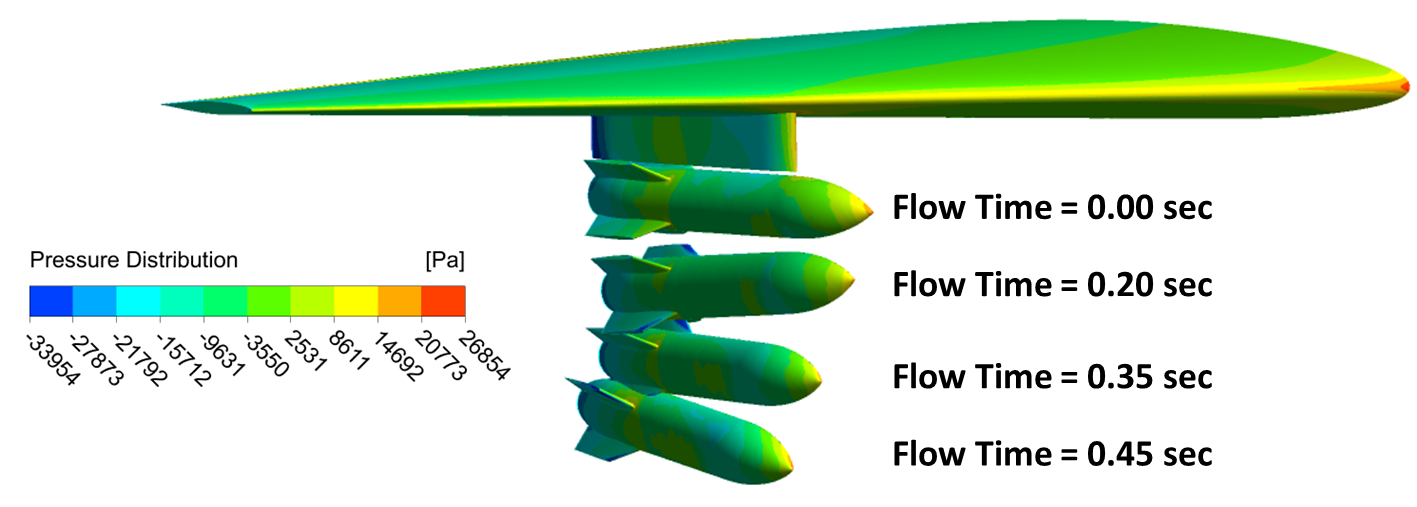 Flow Time = 0.00 sec
Pressure Distribution [Pa]
-33954 -27873 -21792 -15712 -9631 -3550 2531 8611 14692 20773 26854
Flow Time = 0.20 sec
Flow Time = 0.35 sec
Flow Time = 0.45 sec